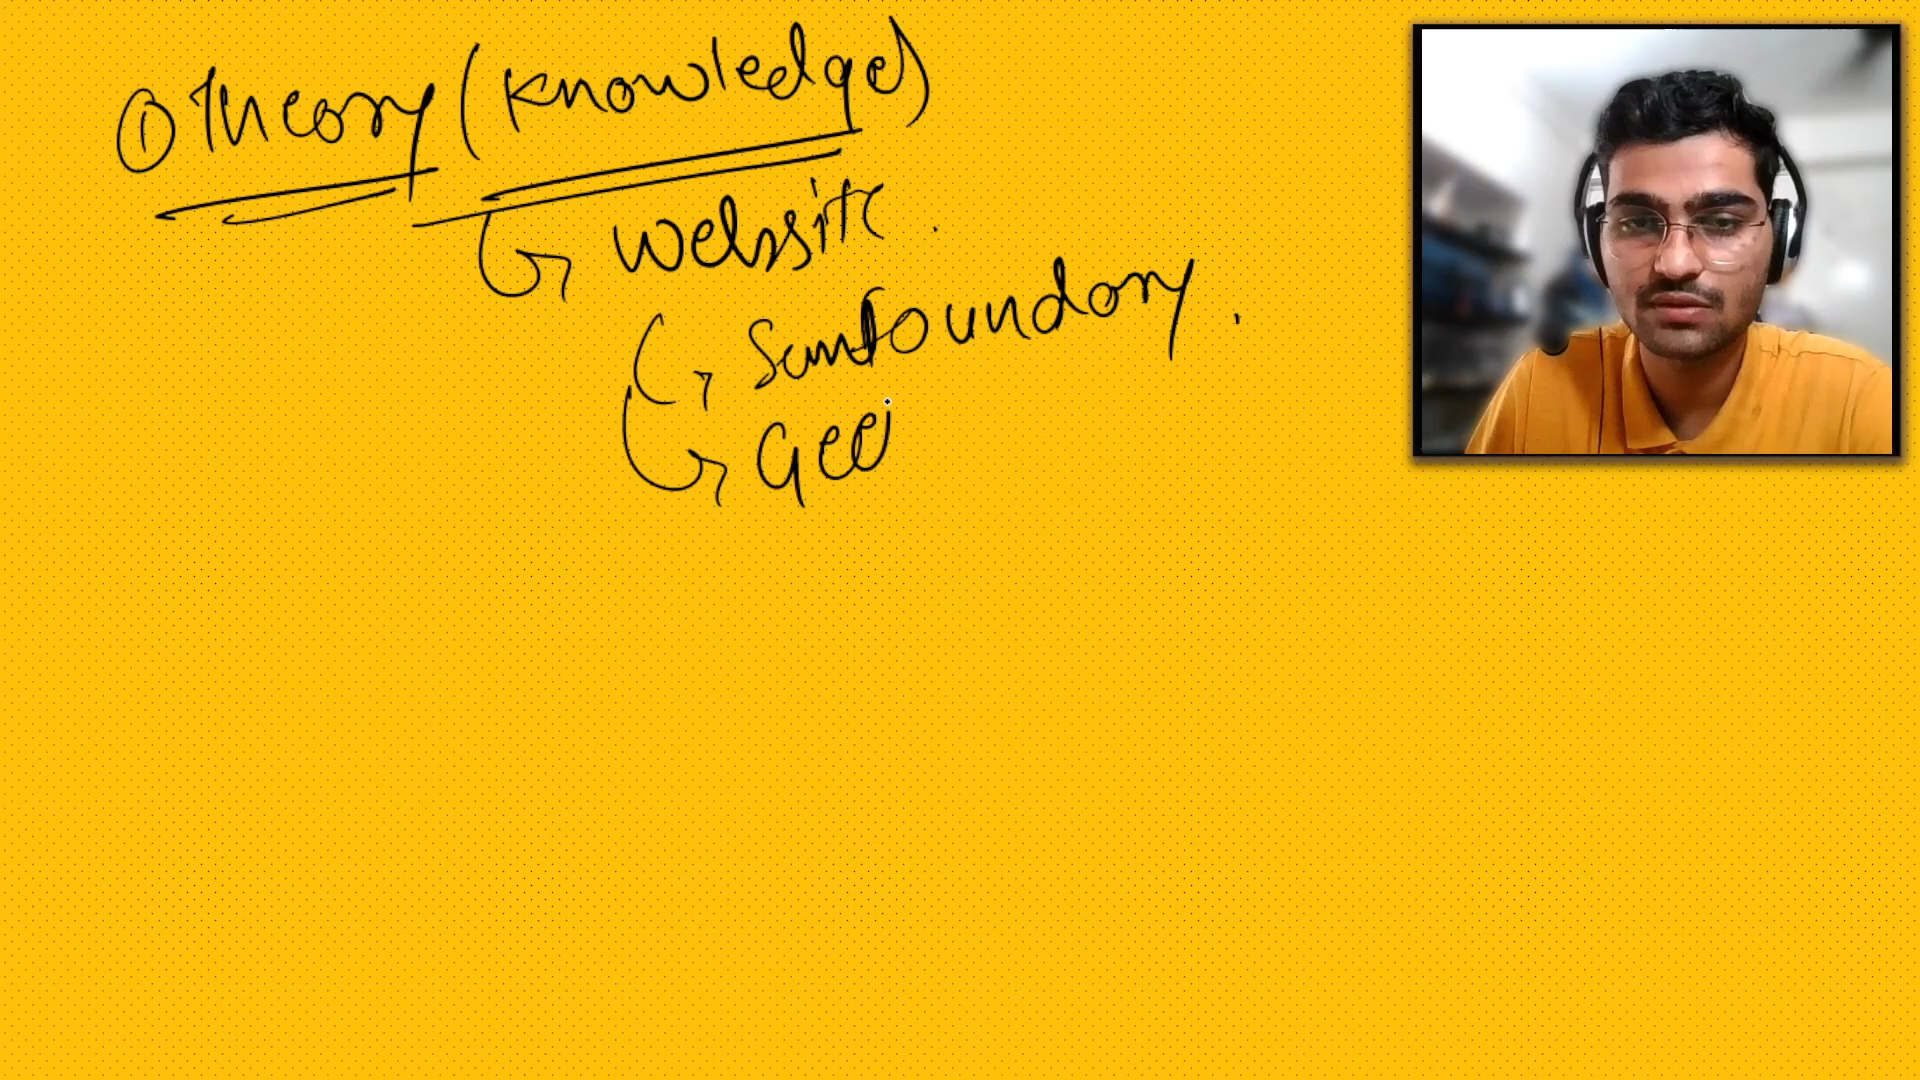 ① Theory (Knowledge)
Website.
Sanfoundary.
Gee